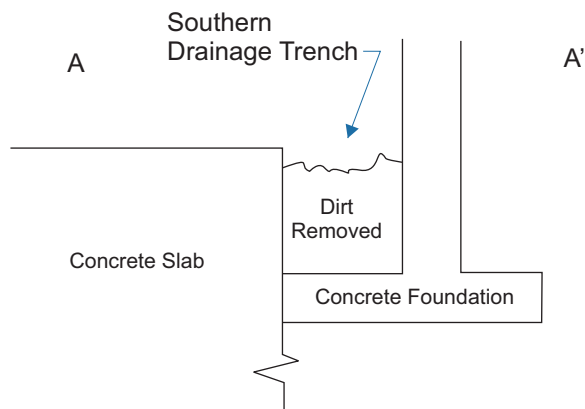 Southern
Drainage Trench
A
A'
Dirt
Removed
Concrete Slab
Concrete Foundation